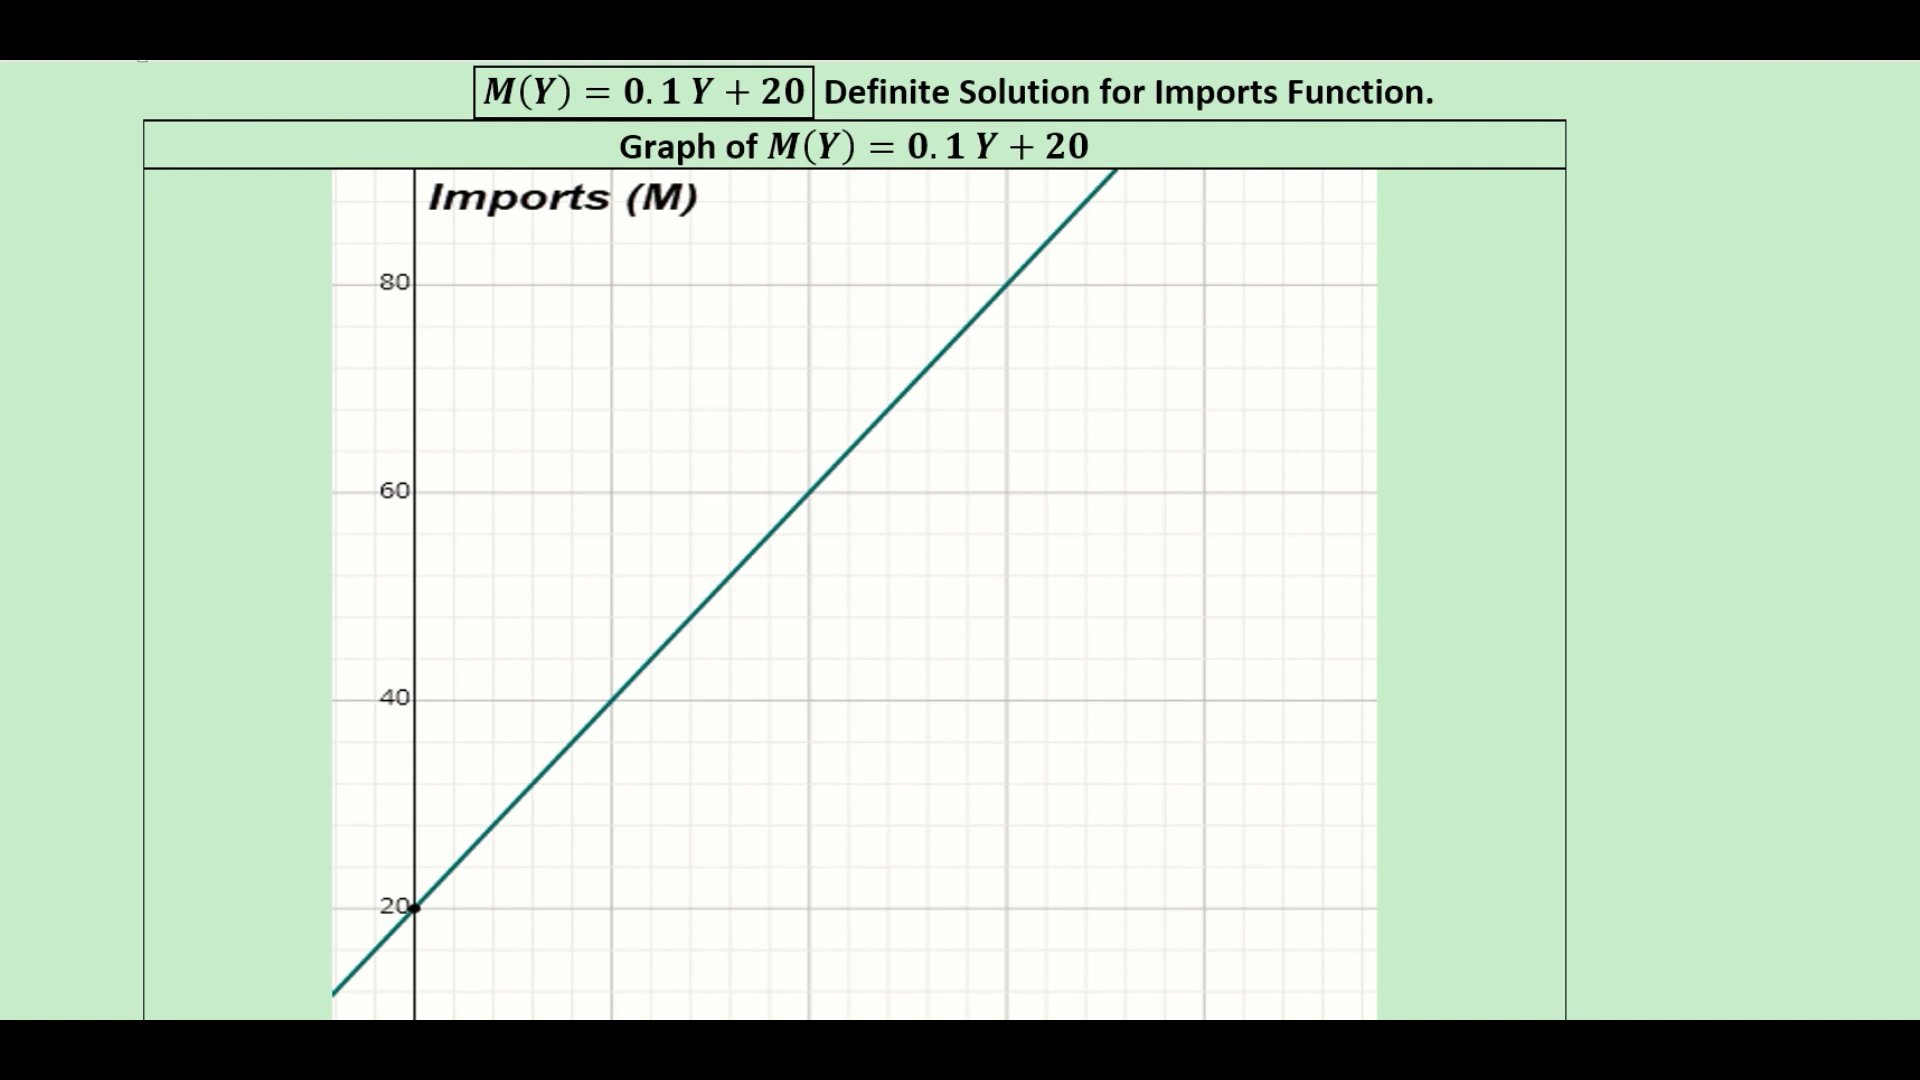 M(Y) = 0.1 Y + 20 Definite Solution for Imports Function.
Graph of M(Y) = 0.1 Y + 20
Imports (M)
80
60
40
20